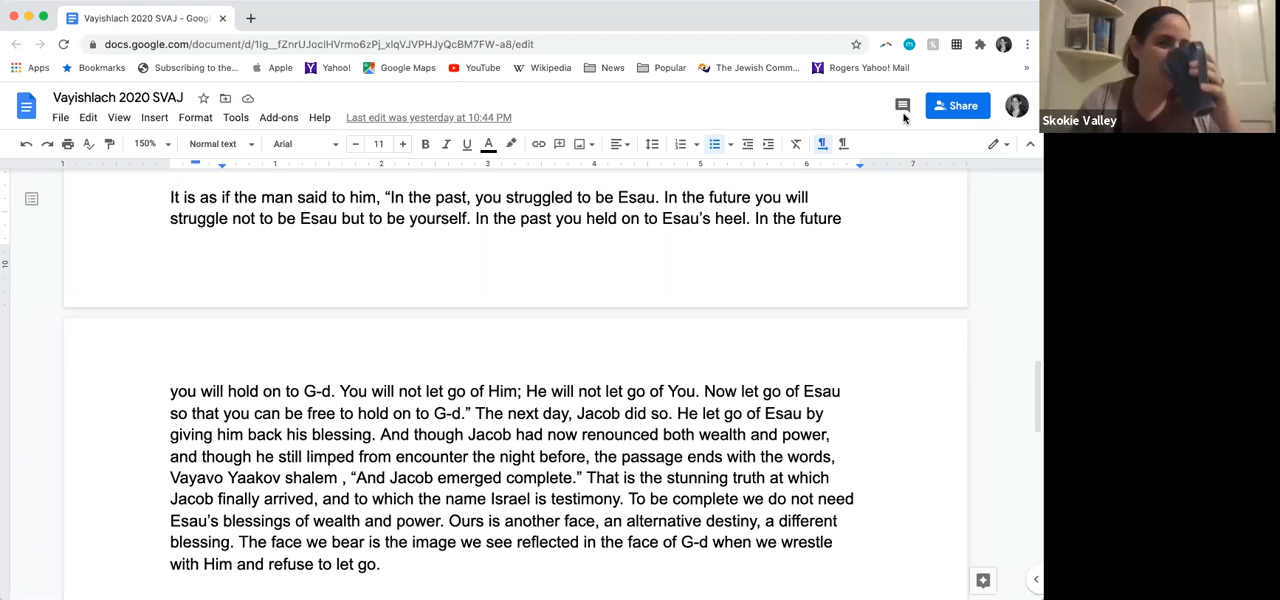 Vayishlach 2020 SVAJ - Goog
docs.google.com/document/d/1lg__fZnrUJoclHVrmo6zPj_xlqVJVPHJyQcBM7FW-a8/edit
Apps Bookmarks Subscribing to the... Apple Yahoo! Google Maps YouTube Wikipedia News Popular The Jewish Comm... Rogers Yahoo! Mail »
Vayishlach 2020 SVAJ
File Edit View Insert Format Tools Add-ons Help Last edit was yesterday at 10:44 PM
Share
Skokie Valley
150% Normal text Arial 11
1 1 2 3 4 5 6 7
It is as if the man said to him, “In the past, you struggled to be Esau. In the future you will
struggle not to be Esau but to be yourself. In the past you held on to Esau’s heel. In the future
10
you will hold on to G-d. You will not let go of Him; He will not let go of You. Now let go of Esau
so that you can be free to hold on to G-d.” The next day, Jacob did so. He let go of Esau by
giving him back his blessing. And though Jacob had now renounced both wealth and power,
and though he still limped from encounter the night before, the passage ends with the words,
Vayavo Yaakov shalem , “And Jacob emerged complete.” That is the stunning truth at which
Jacob finally arrived, and to which the name Israel is testimony. To be complete we do not need
Esau’s blessings of wealth and power. Ours is another face, an alternative destiny, a different
blessing. The face we bear is the image we see reflected in the face of G-d when we wrestle
with Him and refuse to let go.